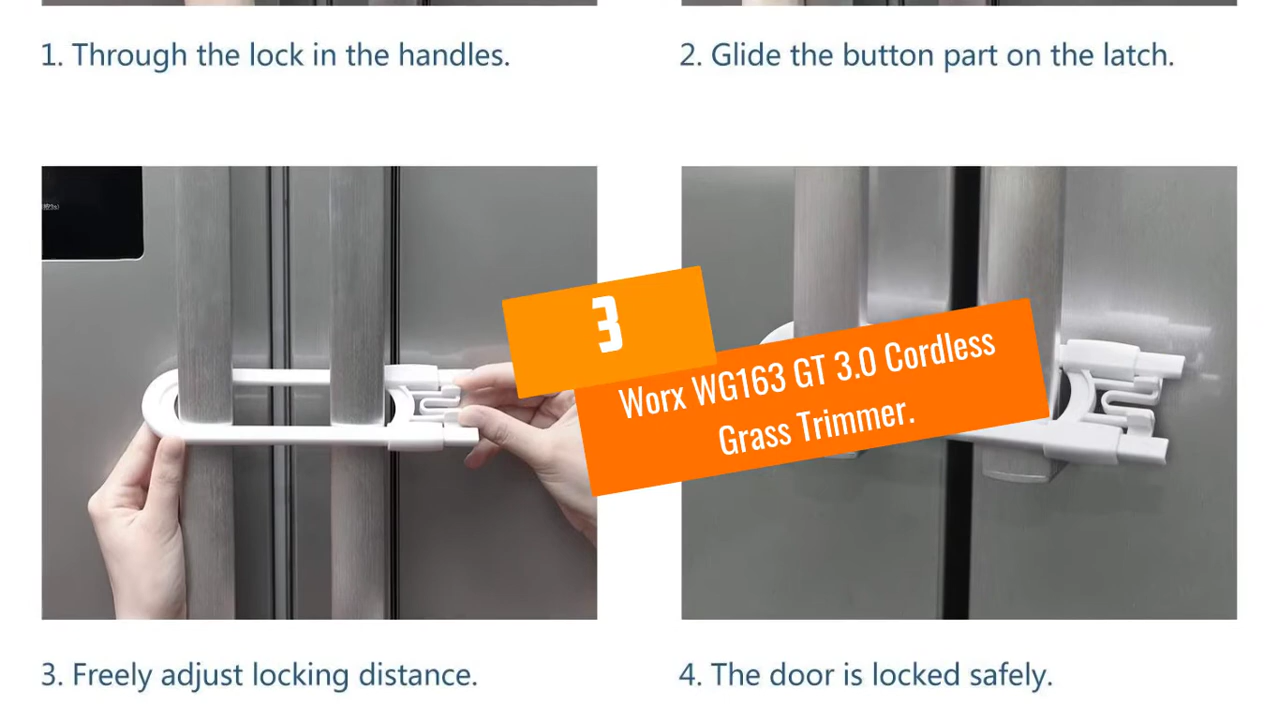 1. Through the lock in the handles.
2. Glide the button part on the latch.
3
Worx WG163 GT 3.0 Cordless
Grass Trimmer.
3. Freely adjust locking distance.
4. The door is locked safely.